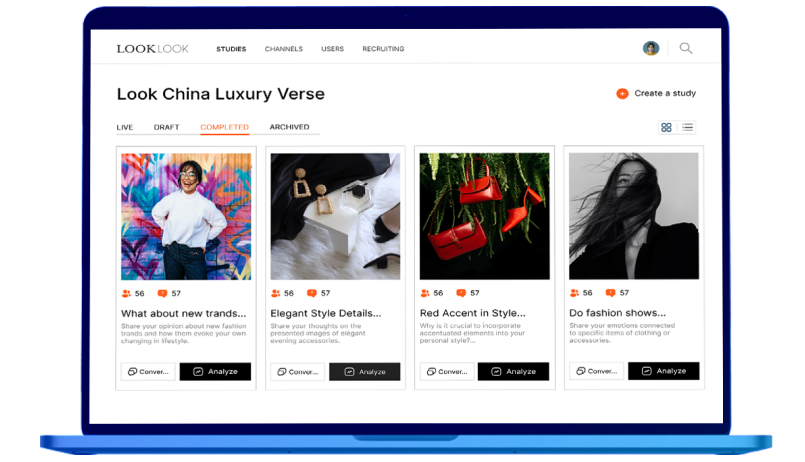 LOOKLOOK STUDIES CHANNELS USERS RECRUITING
Look China Luxury Verse
Create a study
LIVE DRAFT COMPLETED ARCHIVED
56 57
What about new trands...
Share your opinion about new fashion
trands and how them evoke your own
changing in lifestyle.
Conver... Analyze
56 57
Elegant Style Details...
Share your thoughts on the
presented images of elegant
evening accessories.
Conver... Analyze
56 57
Red Accent in Style...
Why is it crucial to incorporate
accentuated elements into your
personal style?...
Conver... Analyze
56 57
Do fashion shows...
Share your emotions connected
to specific items of clothing or
accessories.
Conver... Analyze